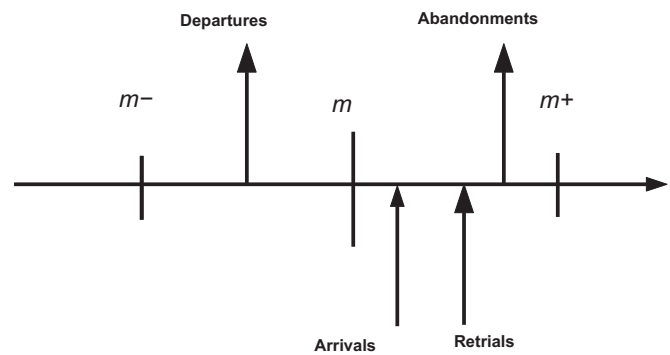 Departures
Abandonments
m−
m
m+
Arrivals
Retrials